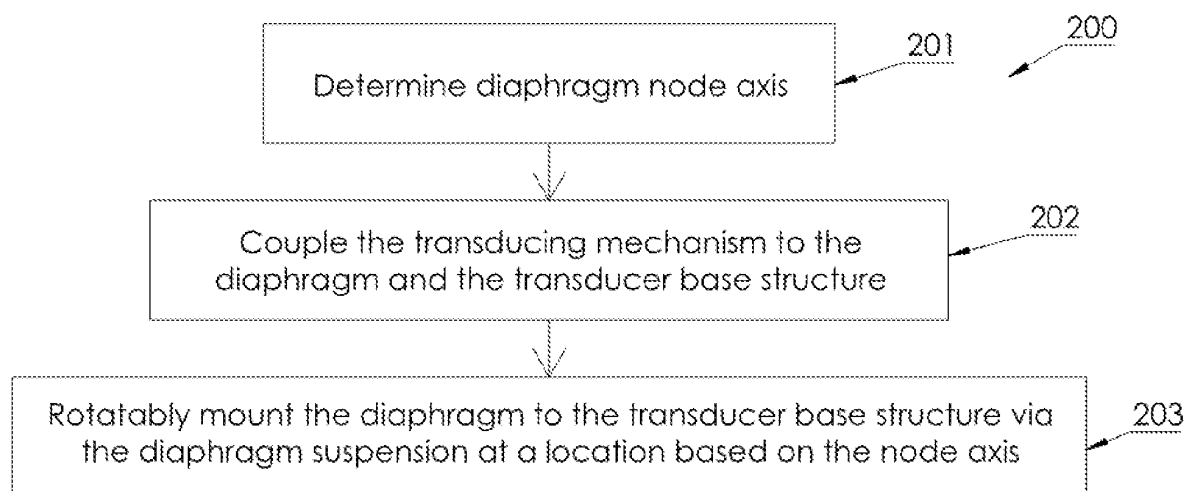 200
201
Determine diaphragm node axis
202
Couple the transducing mechanism to the
diaphragm and the transducer base structure
203
Rotatably mount the diaphragm to the transducer base structure via
the diaphragm suspension at a location based on the node axis